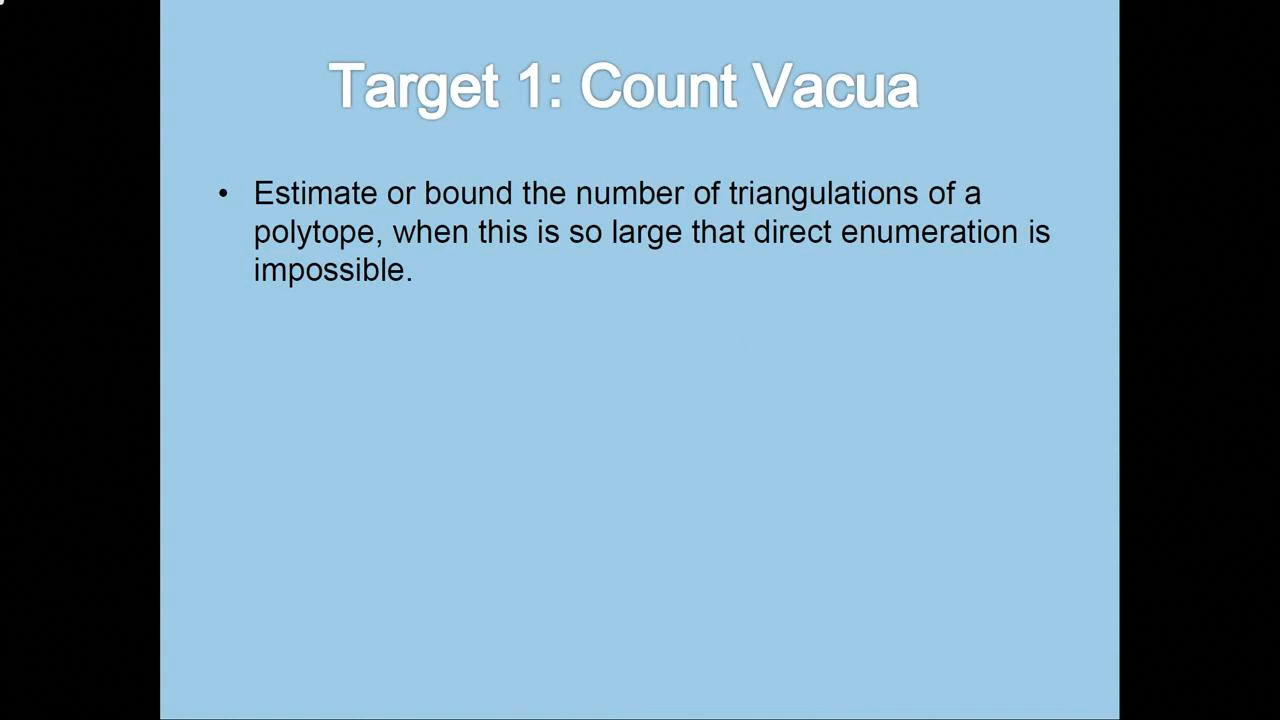 Target 1: Count Vacua
• Estimate or bound the number of triangulations of a
polytope, when this is so large that direct enumeration is
impossible.